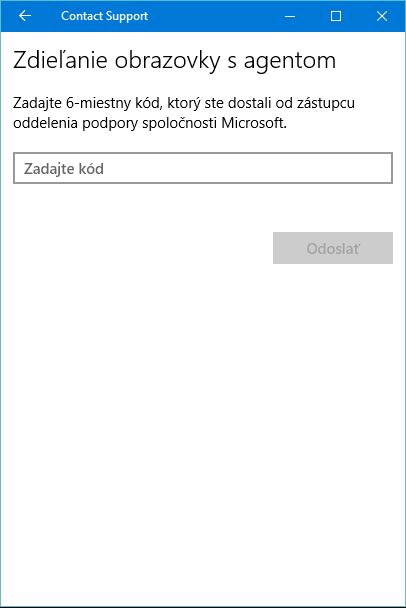 Contact Support
Zdieľanie obrazovky s agentom
Zadajte 6-miestny kód, ktorý ste dostali od zástupcu
oddelenia podpory spoločnosti Microsoft.
Zadajte kód
Odoslať